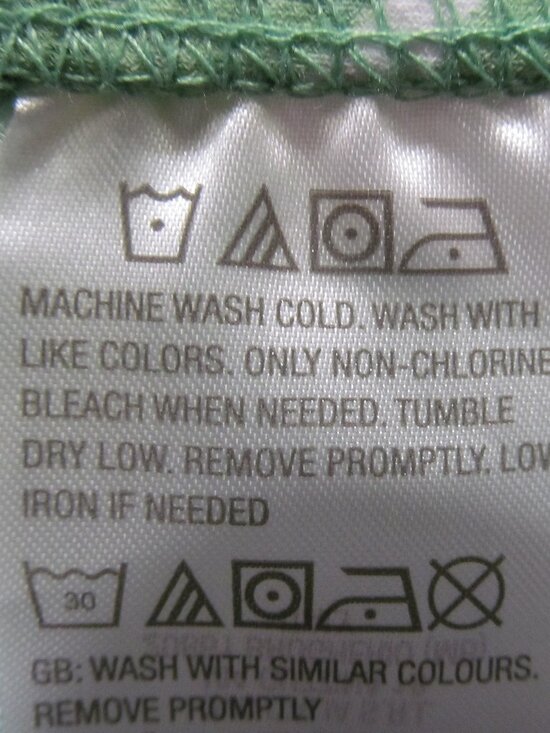 MACHINE WASH COLD. WASH WITH
LIKE COLORS. ONLY NON-CHLORINE
BLEACH WHEN NEEDED. TUMBLE
DRY LOW. REMOVE PROMPTLY. LOW
IRON IF NEEDED
30
GB: WASH WITH SIMILAR COLOURS.
REMOVE PROMPTLY